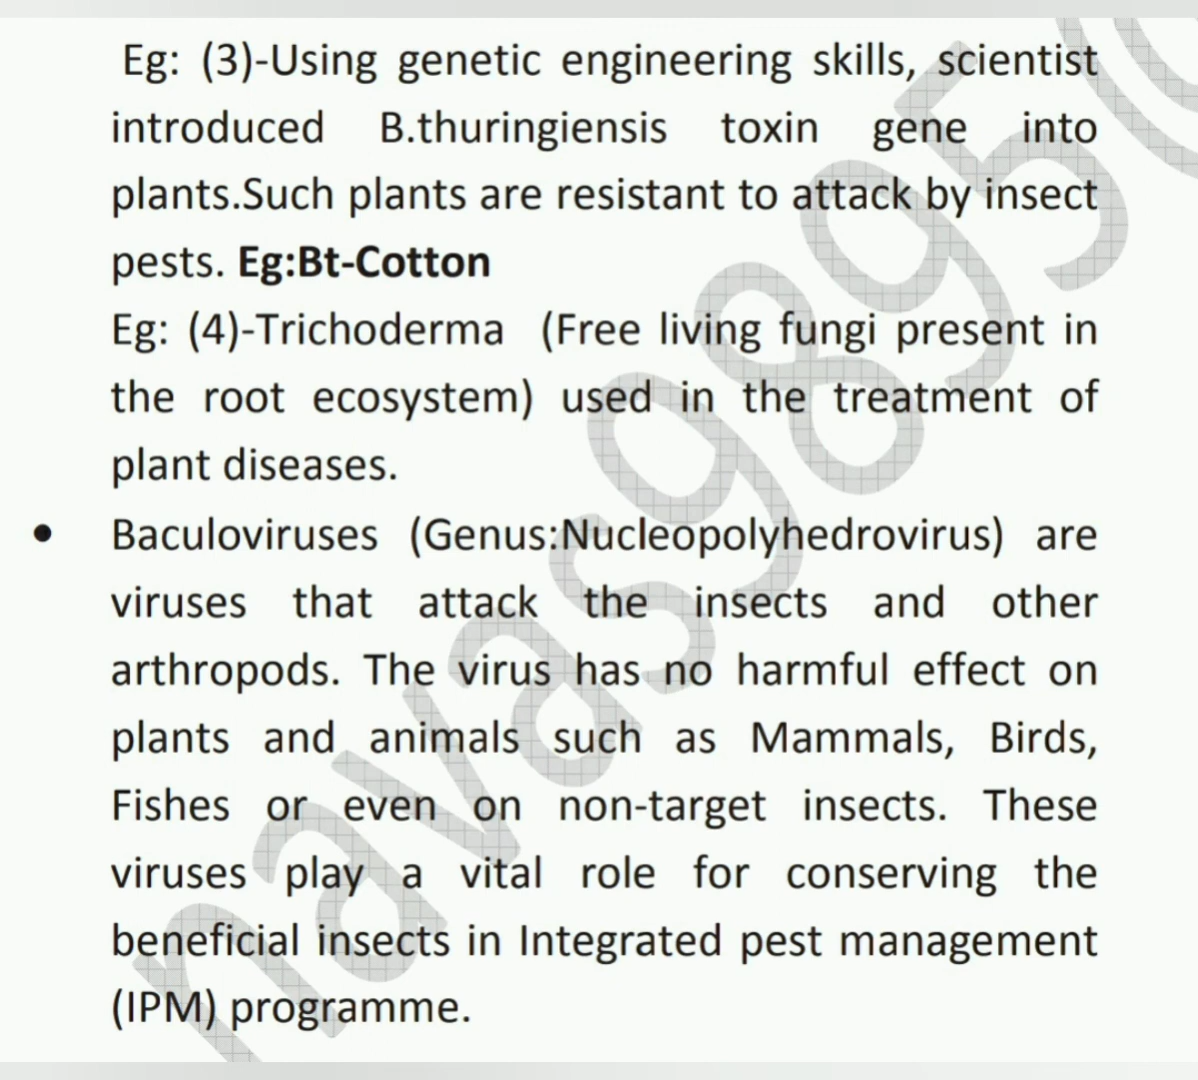 Eg: (3)-Using genetic engineering skills, scientist
introduced B.thuringiensis toxin gene into
plants.Such plants are resistant to attack by insect
pests. Eg:Bt-Cotton
Eg: (4)-Trichoderma (Free living fungi present in
the root ecosystem) used in the treatment of
plant diseases.
• Baculoviruses (Genus:Nucleopolyhedrovirus) are
viruses that attack the insects and other
arthropods. The virus has no harmful effect on
plants and animals such as Mammals, Birds,
Fishes or even on non-target insects. These
viruses play a vital role for conserving the
beneficial insects in Integrated pest management
(IPM) programme.
navas9895